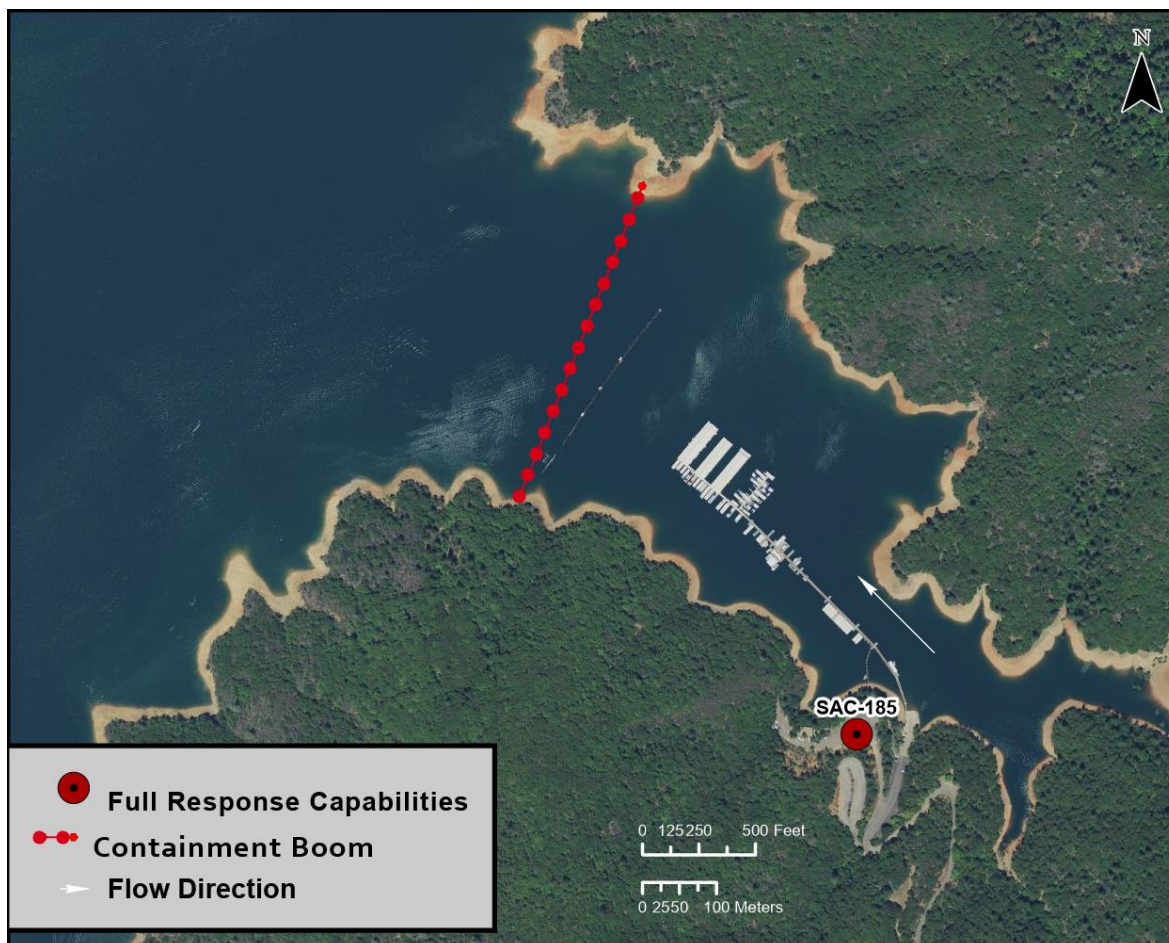 N
SAC-185
Full Response Capabilities
Containment Boom
Flow Direction
0 125 250 500 Feet
0 25 50 100 Meters